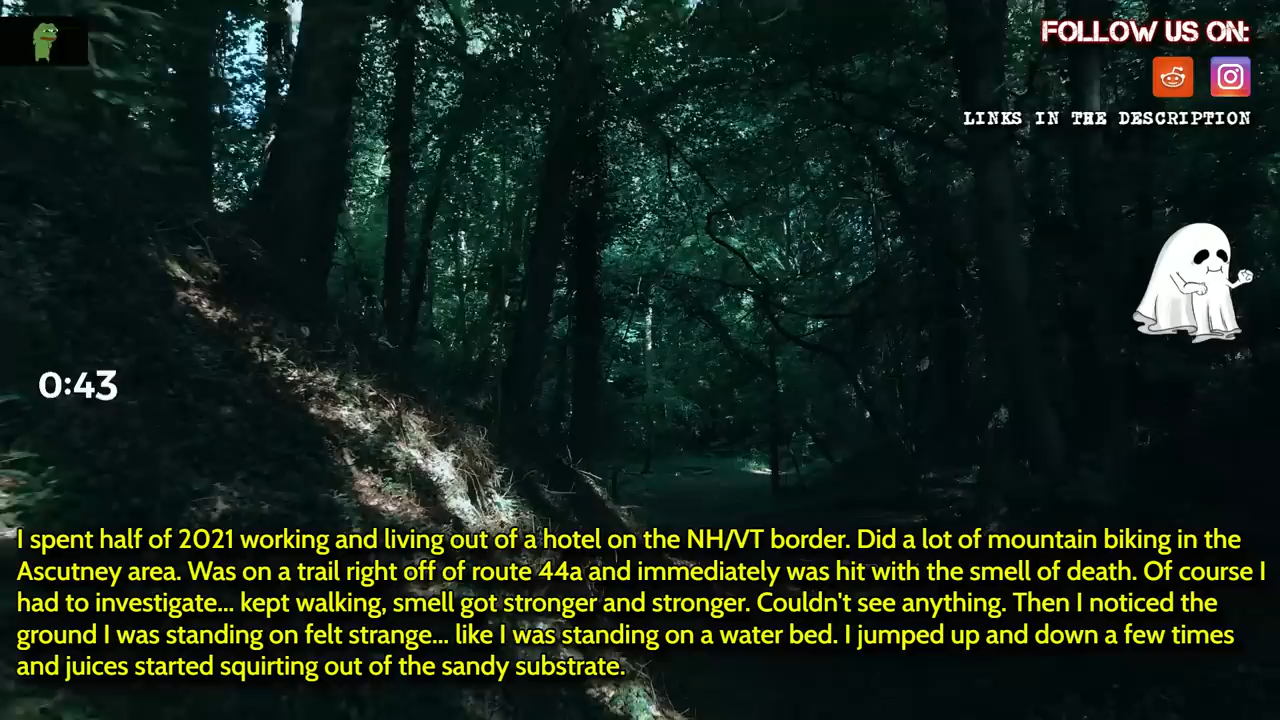 FOLLOW US ON:
LINKS IN THE DESCRIPTION
0:43
I spent half of 2021 working and living out of a hotel on the NH/VT border. Did a lot of mountain biking in the
Ascutney area. Was on a trail right off of route 44a and immediately was hit with the smell of death. Of course I
had to investigate... kept walking, smell got stronger and stronger. Couldn't see anything. Then I noticed the
ground I was standing on felt strange... like I was standing on a water bed. I jumped up and down a few times
and juices started squirting out of the sandy substrate.